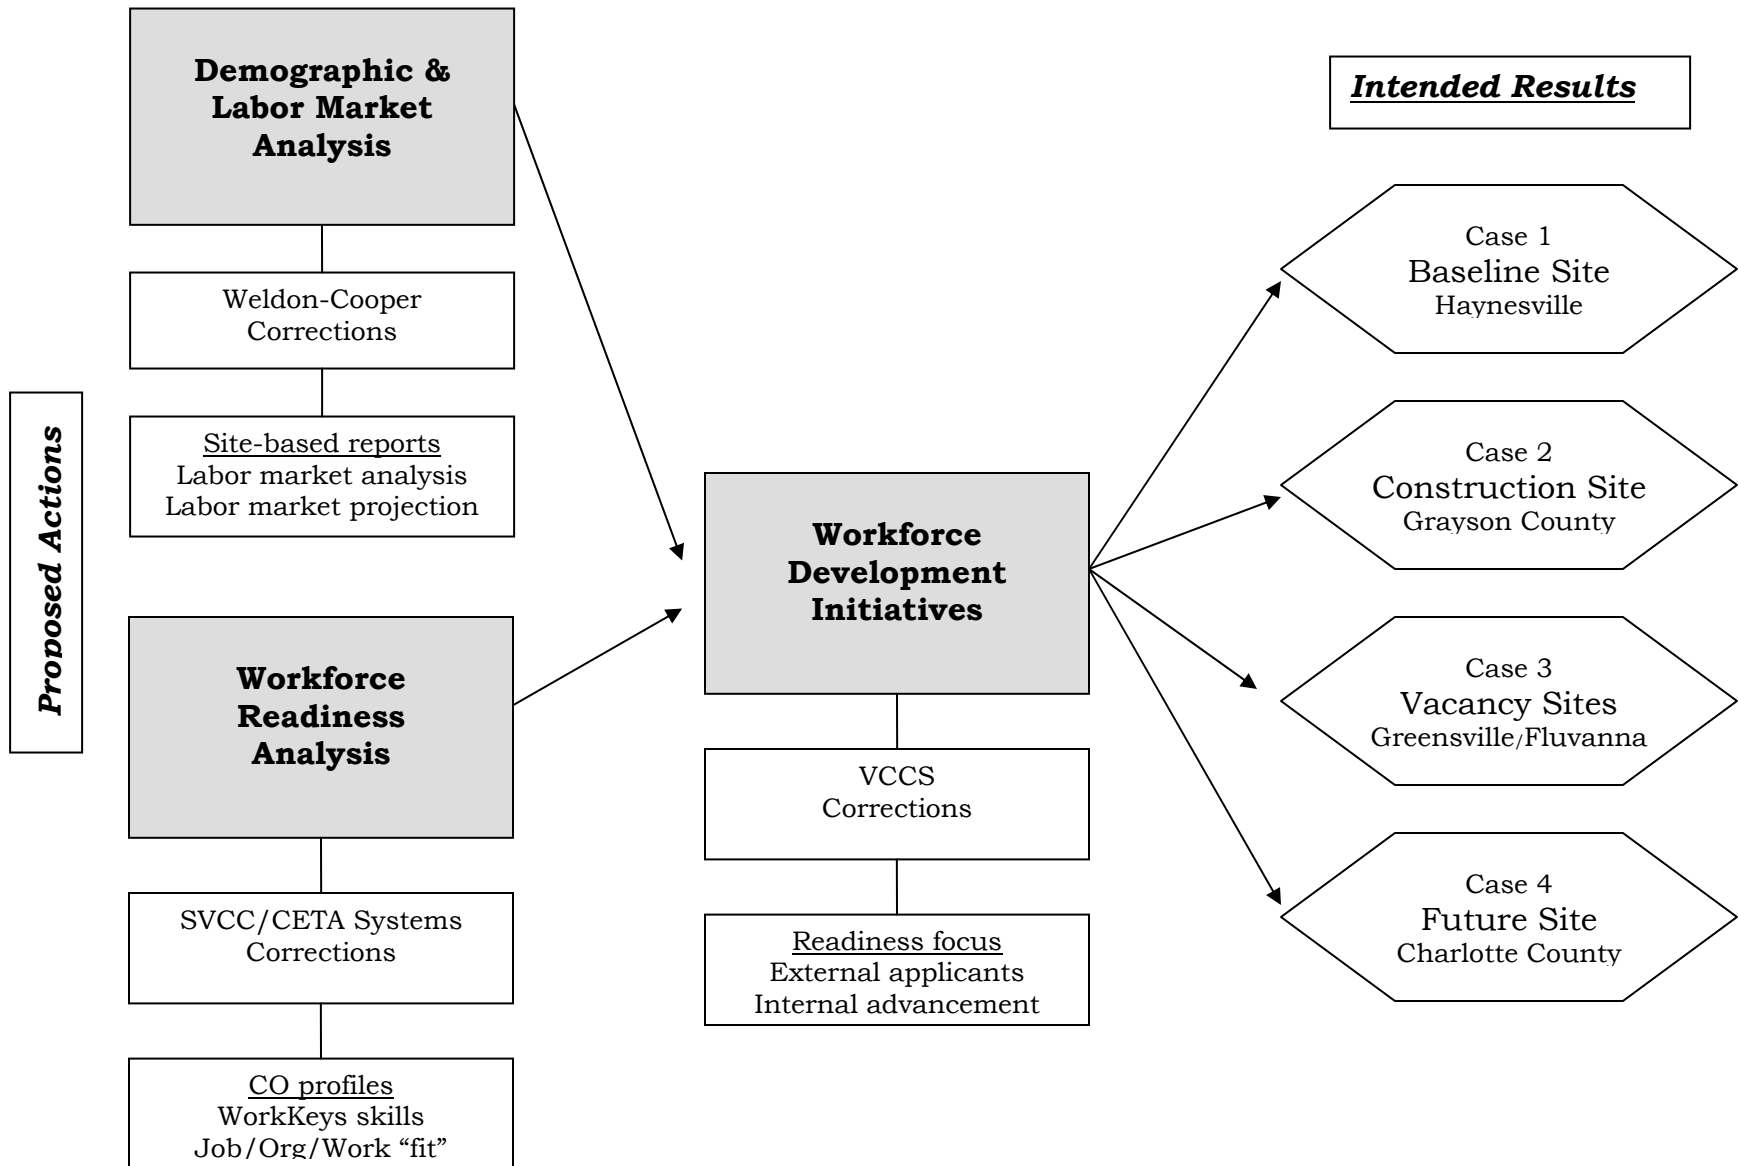 Proposed Actions
Demographic &
Labor Market
Analysis
Weldon-Cooper
Corrections
Site-based reports
Labor market analysis
Labor market projection
Workforce
Readiness
Analysis
SVCC/CETA Systems
Corrections
CO profiles
WorkKeys skills
Job/Org/Work “fit”
Workforce
Development
Initiatives
VCCS
Corrections
Readiness focus
External applicants
Internal advancement
Intended Results
Case 1
Baseline Site
Haynesville
Case 2
Construction Site
Grayson County
Case 3
Vacancy Sites
Greensville/Fluvanna
Case 4
Future Site
Charlotte County